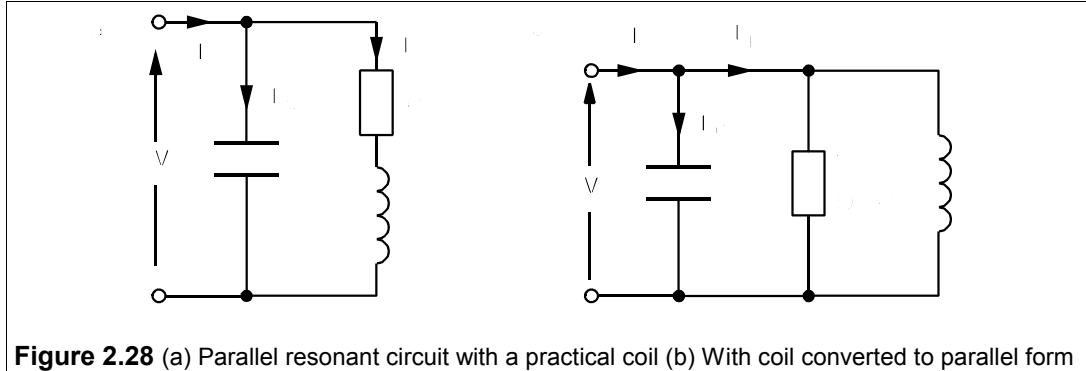 I I I I
I I I
V V
Figure 2.28 (a) Parallel resonant circuit with a practical coil (b) With coil converted to parallel form